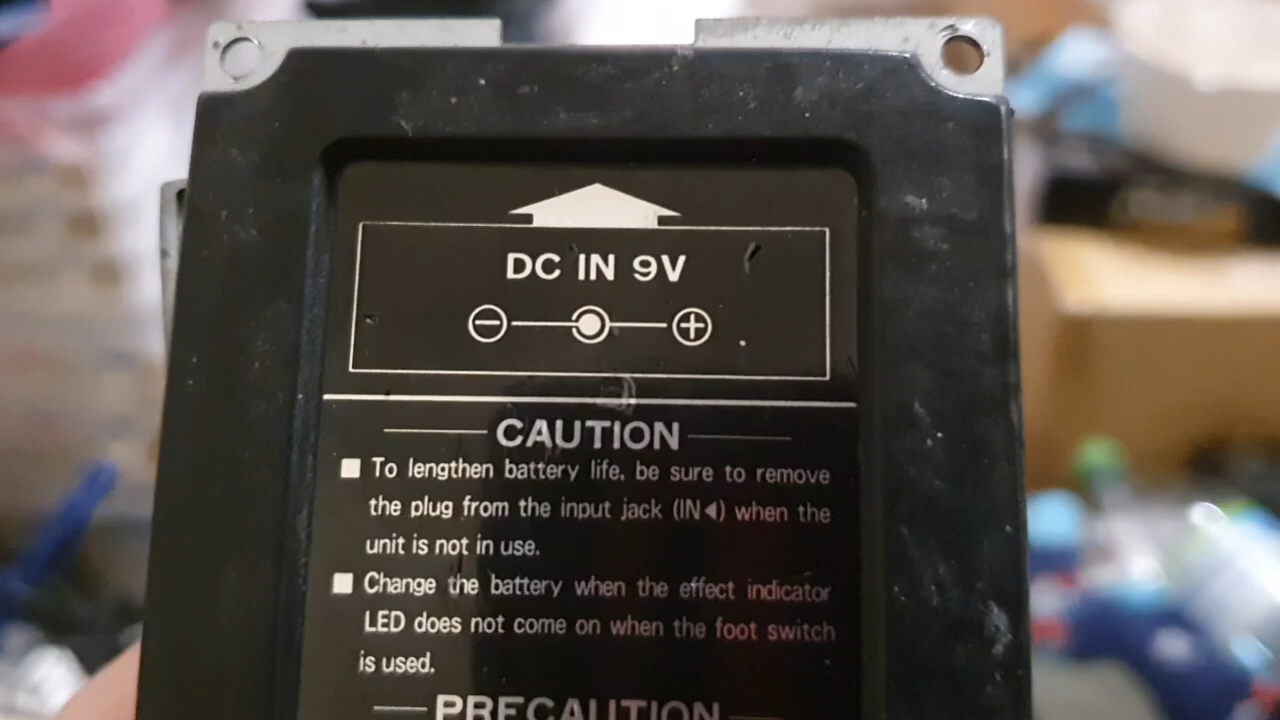 DC IN 9V
CAUTION
■ To lengthen battery life, be sure to remove
the plug from the input jack (IN◀) when the
unit is not in use.
■ Change the battery when the effect indicator
LED does not come on when the foot switch
is used.
PRECAUTION